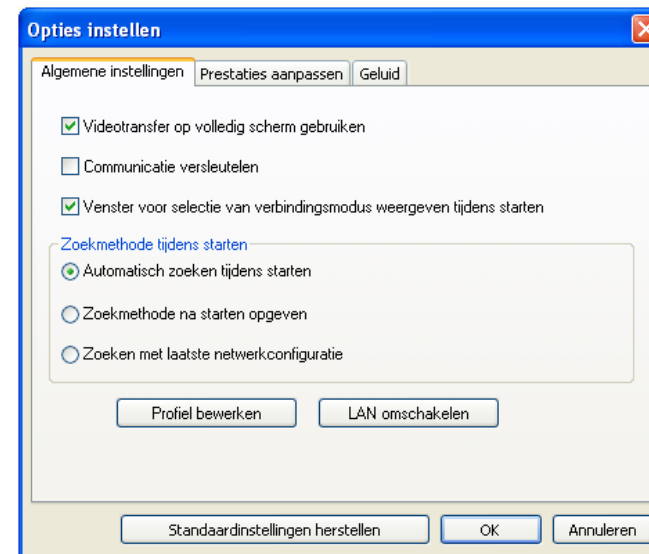 Opties instellen
Algemene instellingen Prestaties aanpassen Geluid
Videotransfer op volledig scherm gebruiken
Communicatie versleutelen
Venster voor selectie van verbindingsmodus weergeven tijdens starten
Zoekmethode tijdens starten
Automatisch zoeken tijdens starten
Zoekmethode na starten opgeven
Zoeken met laatste netwerkconfiguratie
Profiel bewerken LAN omschakelen
Standaardinstellingen herstellen OK Annuleren